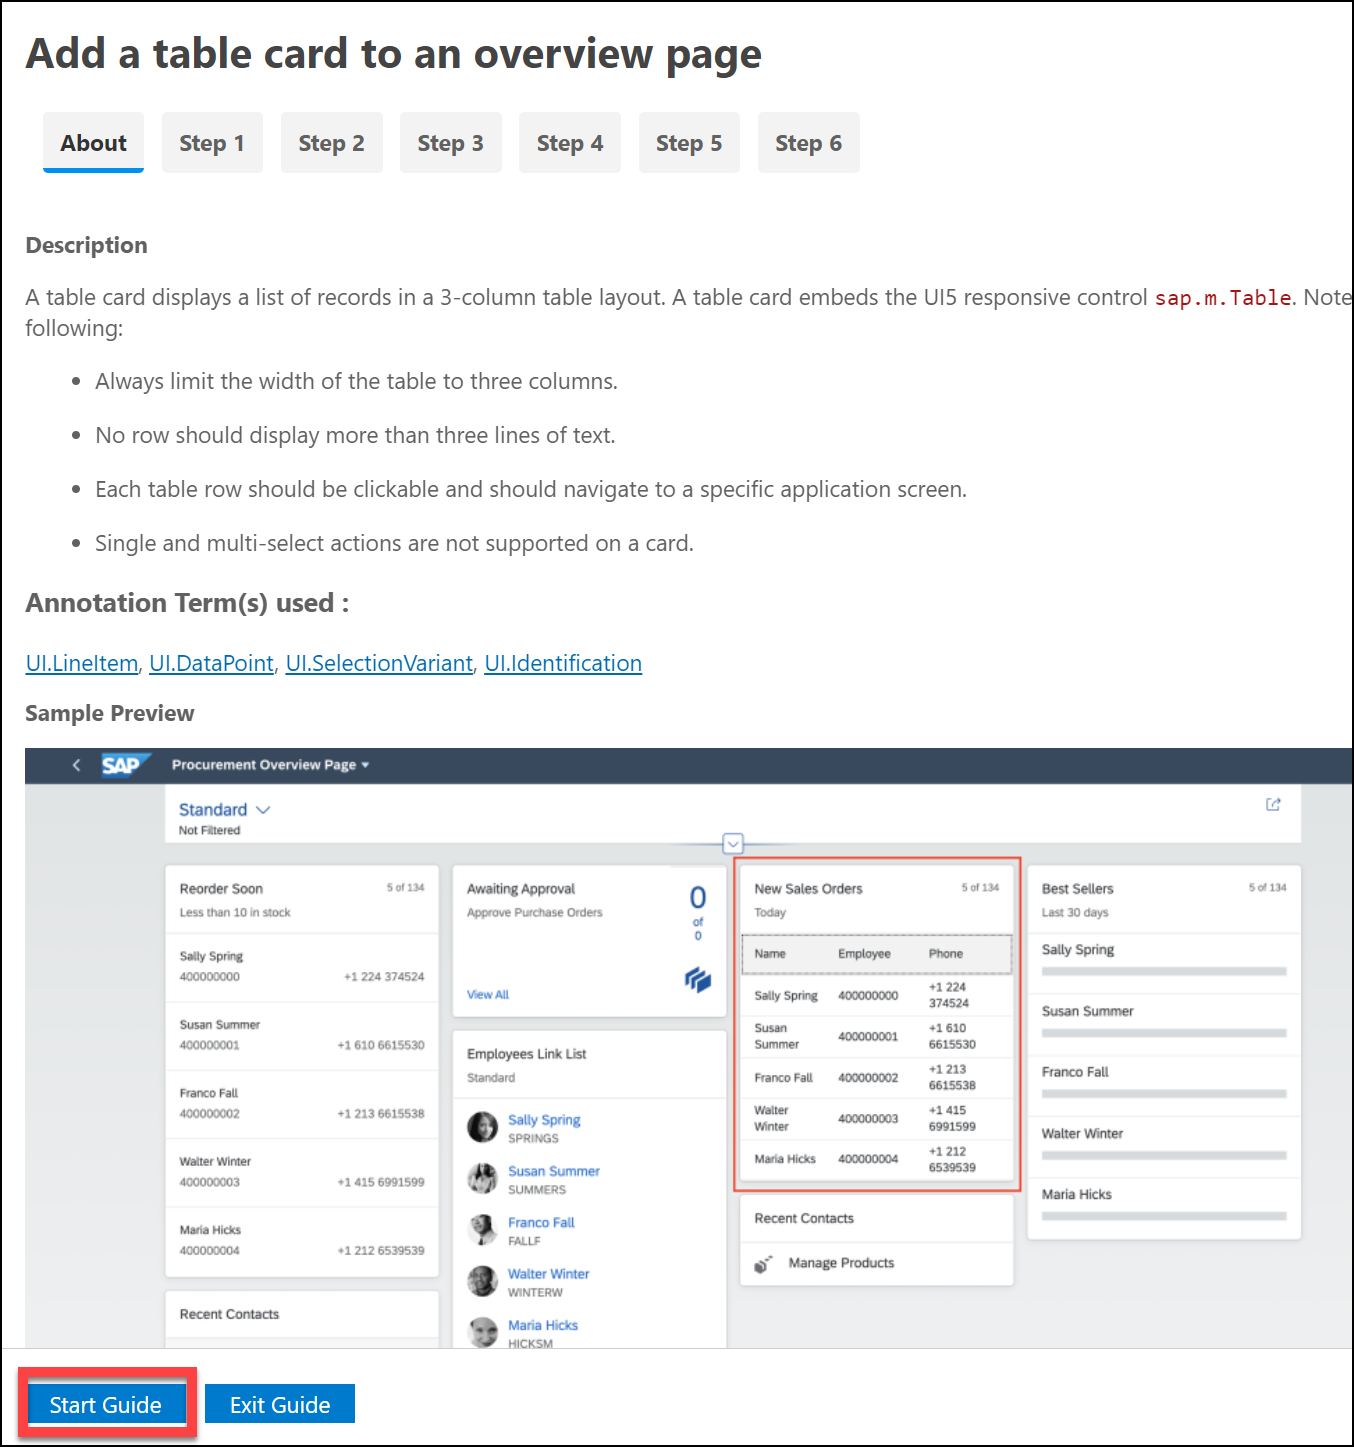 Add a table card to an overview page
About
Step 1
Step 2
Step 3
Step 4
Step 5
Step 6
Description
A table card displays a list of records in a 3-column table layout. A table card embeds the UI5 responsive control sap.m.Table. Note
following:
• Always limit the width of the table to three columns.
• No row should display more than three lines of text.
• Each table row should be clickable and should navigate to a specific application screen.
• Single and multi-select actions are not supported on a card.
Annotation Term(s) used :
UI.LineItem, UI.DataPoint, UI.SelectionVariant, UI.Identification
Sample Preview
SAP Procurement Overview Page
Standard
Not Filtered
Reorder Soon 5 of 134
Less than 10 in stock
Sally Spring
400000000 +1 224 374524
Susan Summer
400000001 +1 610 6615530
Franco Fall
400000002 +1 213 6615538
Walter Winter
400000003 +1 415 6991599
Maria Hicks
400000004 +1 212 6539539
Recent Contacts
Awaiting Approval
Approve Purchase Orders
0
of
0
View All
Employees Link List
Standard
Sally Spring
SPRINGS
Susan Summer
SUMMERS
Franco Fall
FALLF
Walter Winter
WINTERW
Maria Hicks
HICKSM
New Sales Orders 5 of 134
Today
Name Employee Phone
Sally Spring 400000000 +1 224
374524
Susan
Summer 400000001 +1 610
6615530
Franco Fall 400000002 +1 213
6615538
Walter
Winter 400000003 +1 415
6991599
Maria Hicks 400000004 +1 212
6539539
Recent Contacts
Manage Products
Best Sellers 5 of 134
Last 30 days
Sally Spring
Susan Summer
Franco Fall
Walter Winter
Maria Hicks
Start Guide
Exit Guide